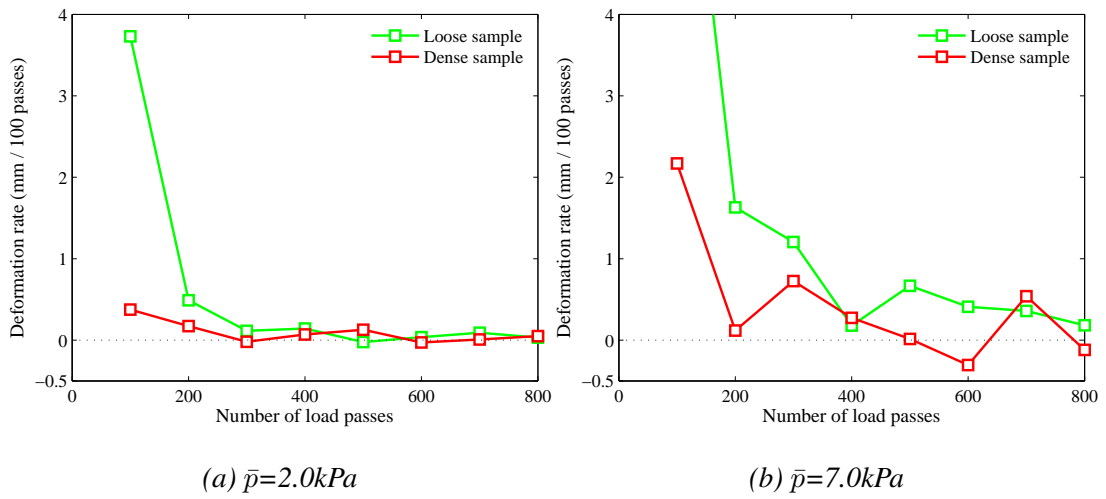 4
3
2
1
0
−0.5
0
200
400
600
800
Deformation rate (mm / 100 passes)
Number of load passes
Loose sample
Dense sample
(a) p̄=2.0kPa
4
3
2
1
0
−0.5
0
200
400
600
800
Deformation rate (mm / 100 passes)
Number of load passes
Loose sample
Dense sample
(b) p̄=7.0kPa